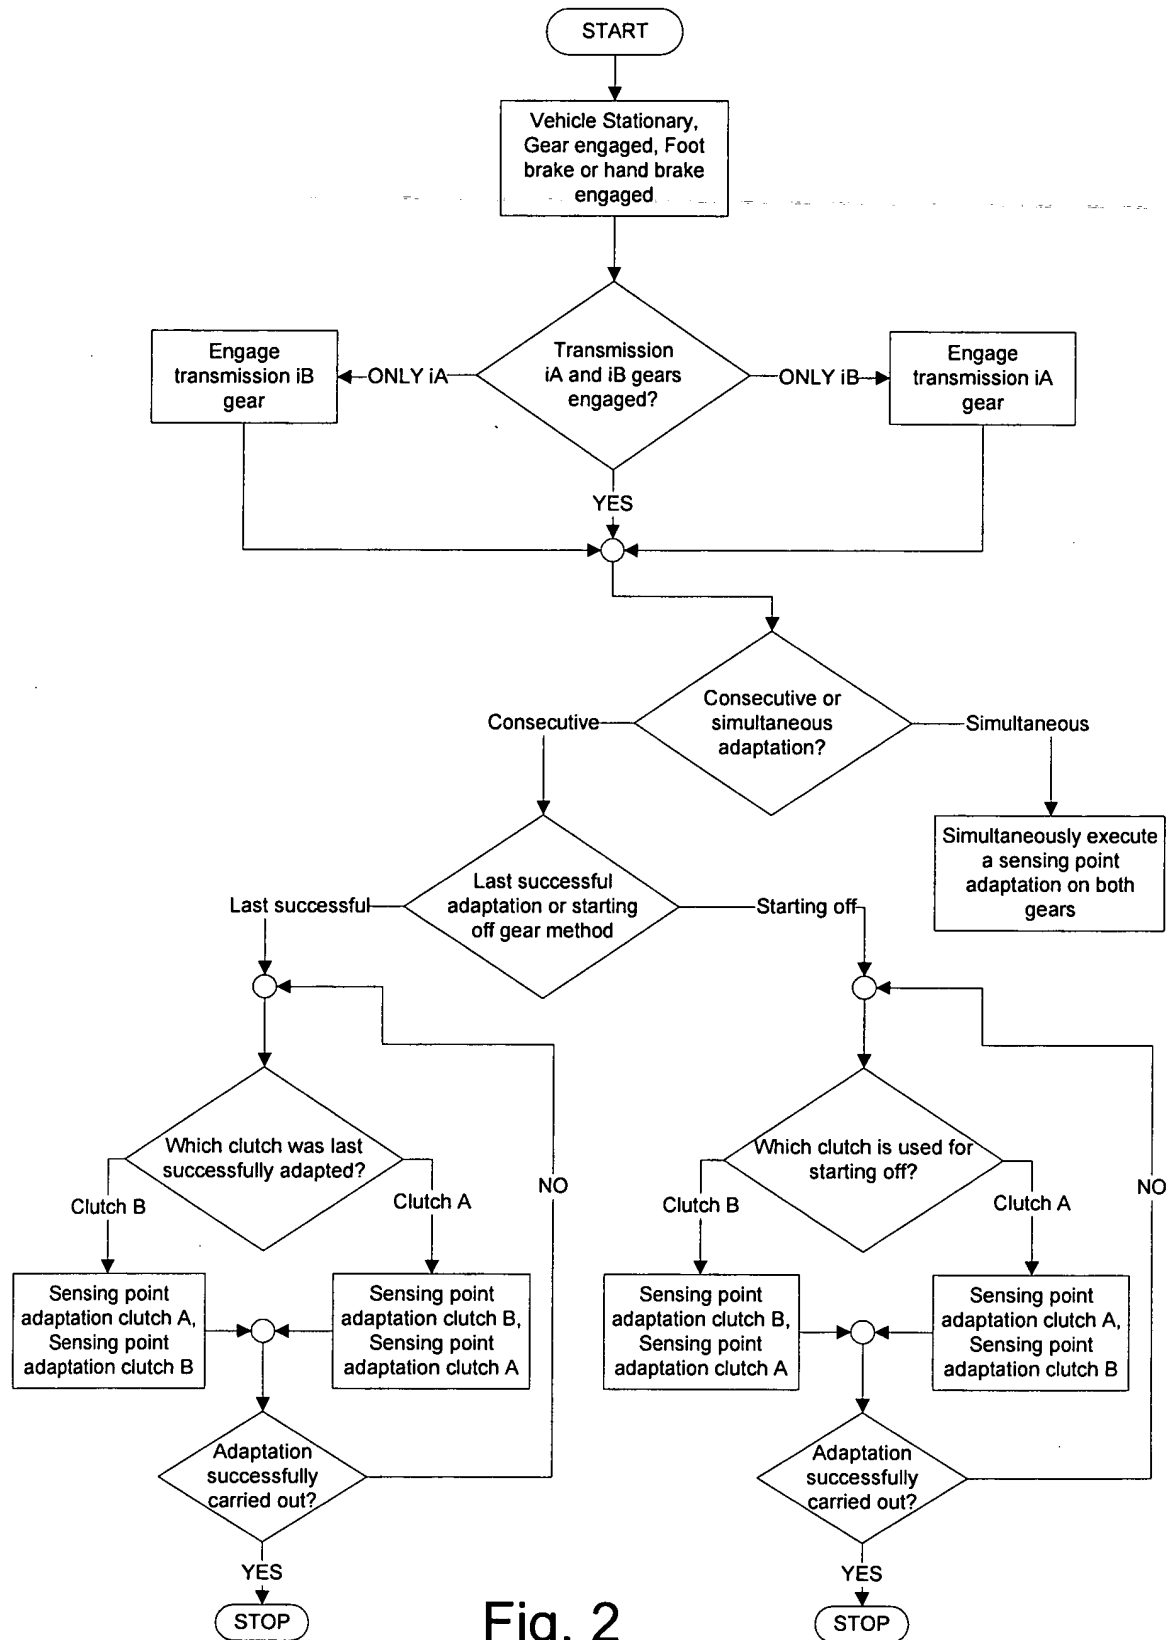 START
Vehicle Stationary,
Gear engaged, Foot
brake or hand brake
engaged
Engage
transmission iB
gear
ONLY iA
Transmission
iA and iB gears
engaged?
ONLY iB
Engage
transmission iA
gear
YES
Consecutive
Consecutive or
simultaneous
adaptation?
Simultaneous
Simultaneously execute
a sensing point
adaptation on both
gears
Last successful
Last successful
adaptation or starting
off gear method
Starting off
Which clutch was last
successfully adapted?
Clutch B
Clutch A
NO
Which clutch is used for
starting off?
Clutch B
Clutch A
NO
Sensing point
adaptation clutch A,
Sensing point
adaptation clutch B
Sensing point
adaptation clutch B,
Sensing point
adaptation clutch A
Sensing point
adaptation clutch B,
Sensing point
adaptation clutch A
Sensing point
adaptation clutch A,
Sensing point
adaptation clutch B
Adaptation
successfully
carried out?
YES
STOP
Adaptation
successfully
carried out?
YES
STOP
Fig. 2